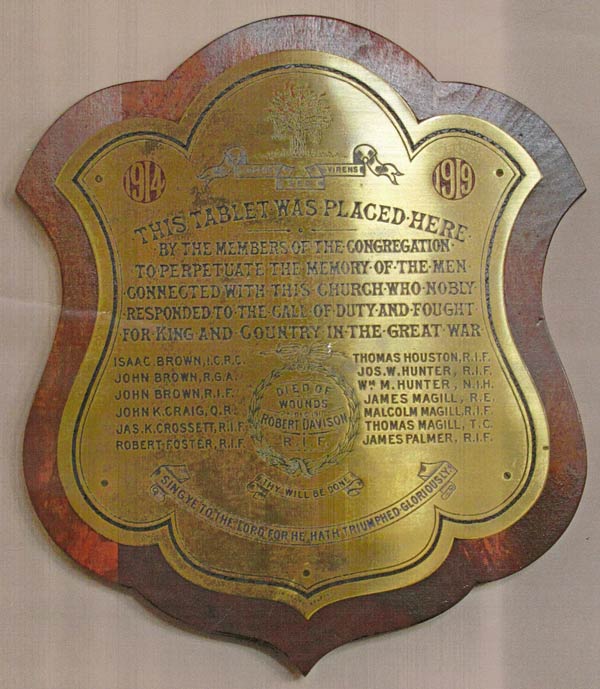 VIRENS
1914
1919
THIS TABLET WAS PLACED HERE
BY THE MEMBERS OF THE CONGREGATION
TO PERPETUATE THE MEMORY OF THE MEN
CONNECTED WITH THIS CHURCH WHO NOBLY
RESPONDED TO THE CALL OF DUTY AND FOUGHT
FOR KING AND COUNTRY IN THE GREAT WAR
ISAAC BROWN, I.C.R.C.
JOHN BROWN, R.G.A.
JOHN BROWN, R.I.F.
JOHN K. CRAIG, O.R.
JAS. K. CROSSETT, R.I.F.
ROBERT FOSTER, R.I.F.
DIED OF
WOUNDS
ROBERT DAVISON
R.I.F.
THOMAS HOUSTON, R.I.F.
JOS. W. HUNTER, R.I.F.
WM M. HUNTER, N.I.H.
JAMES MAGILL, R.E.
MALCOLM MAGILL, R.I.F.
THOMAS MAGILL, T.C.
JAMES PALMER, R.I.F.
THY WILL BE DONE
SING YE TO THE LORD FOR HE HATH TRIUMPHED GLORIOUSLY